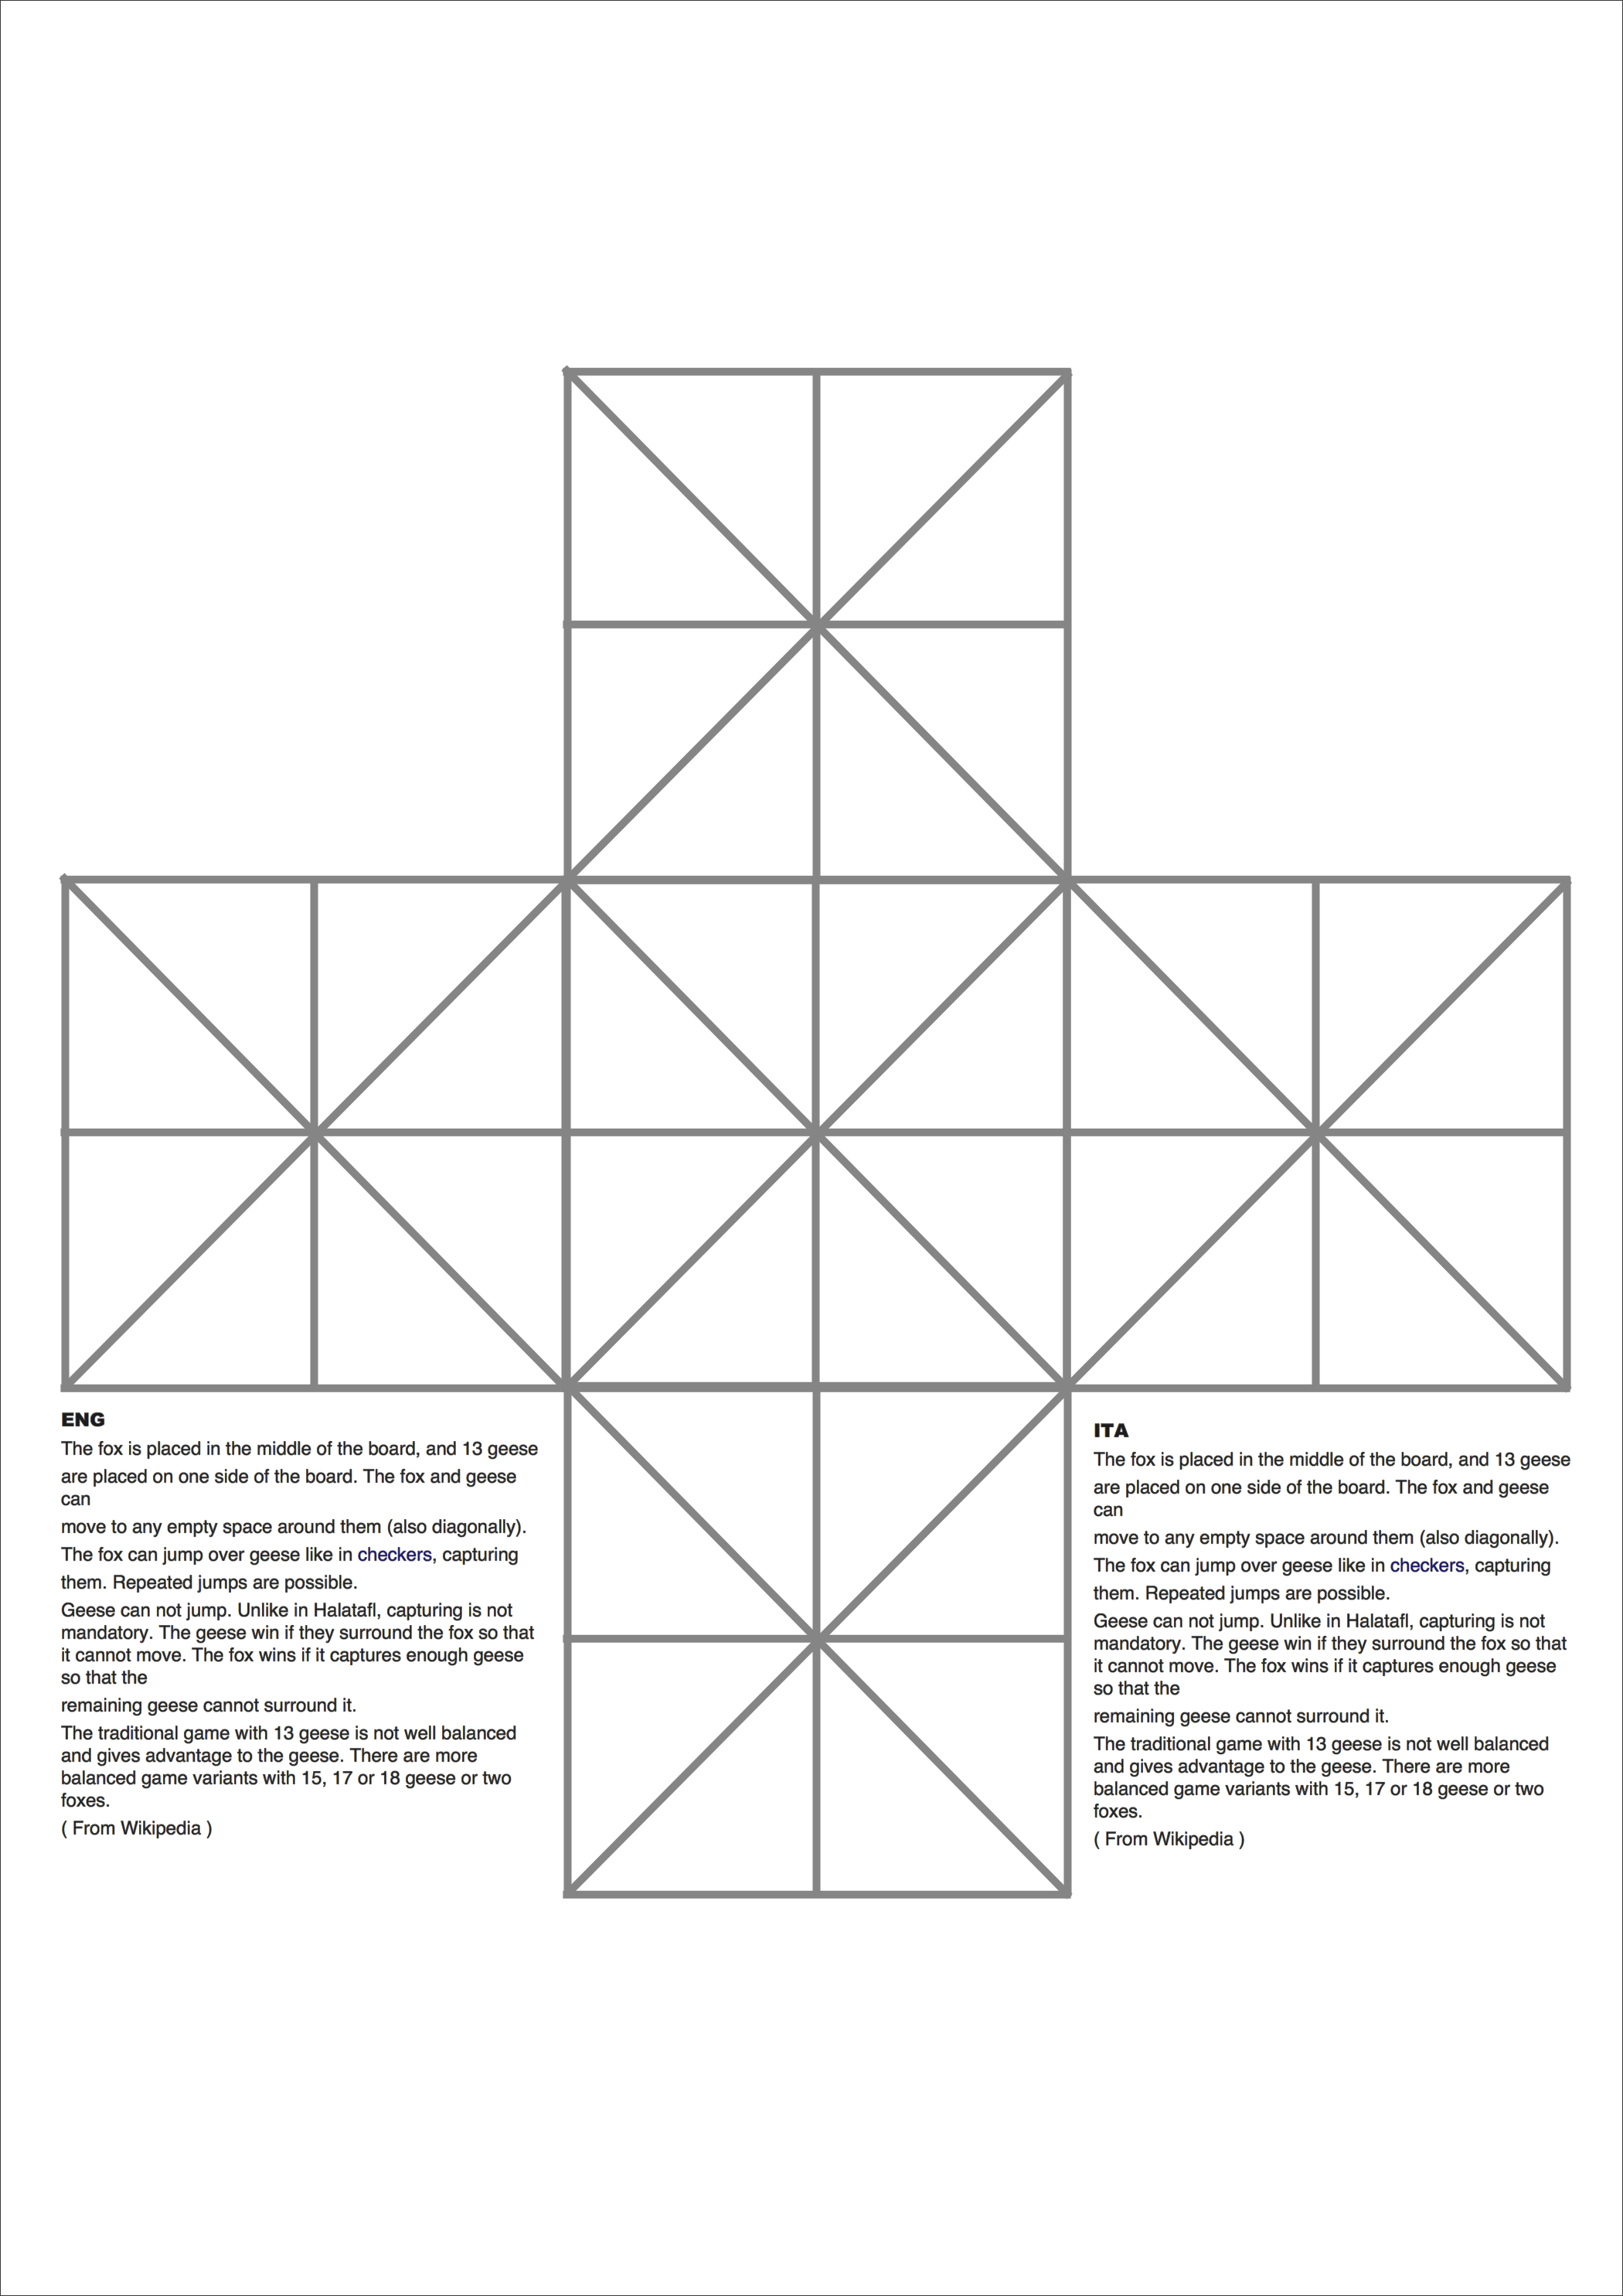 ENG
The fox is placed in the middle of the board, and 13 geese
are placed on one side of the board. The fox and geese
can
move to any empty space around them (also diagonally).
The fox can jump over geese like in checkers, capturing
them. Repeated jumps are possible.
Geese can not jump. Unlike in Halatafl, capturing is not
mandatory. The geese win if they surround the fox so that
it cannot move. The fox wins if it captures enough geese
so that the
remaining geese cannot surround it.
The traditional game with 13 geese is not well balanced
and gives advantage to the geese. There are more
balanced game variants with 15, 17 or 18 geese or two
foxes.
( From Wikipedia )
ITA
The fox is placed in the middle of the board, and 13 geese
are placed on one side of the board. The fox and geese
can
move to any empty space around them (also diagonally).
The fox can jump over geese like in checkers, capturing
them. Repeated jumps are possible.
Geese can not jump. Unlike in Halatafl, capturing is not
mandatory. The geese win if they surround the fox so that
it cannot move. The fox wins if it captures enough geese
so that the
remaining geese cannot surround it.
The traditional game with 13 geese is not well balanced
and gives advantage to the geese. There are more
balanced game variants with 15, 17 or 18 geese or two
foxes.
( From Wikipedia )